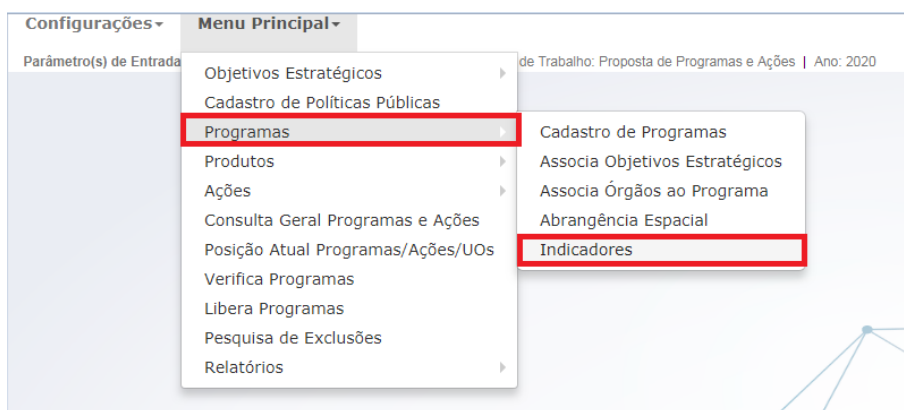 Configurações Menu Principal
Parâmetro(s) de Entrada de Trabalho: Proposta de Programas e Ações | Ano: 2020
Objetivos Estratégicos
Cadastro de Políticas Públicas
Programas
Produtos
Ações
Consulta Geral Programas e Ações
Posição Atual Programas/Ações/UOs
Verifica Programas
Libera Programas
Pesquisa de Exclusões
Relatórios
Cadastro de Programas
Associa Objetivos Estratégicos
Associa Órgãos ao Programa
Abrangência Espacial
Indicadores